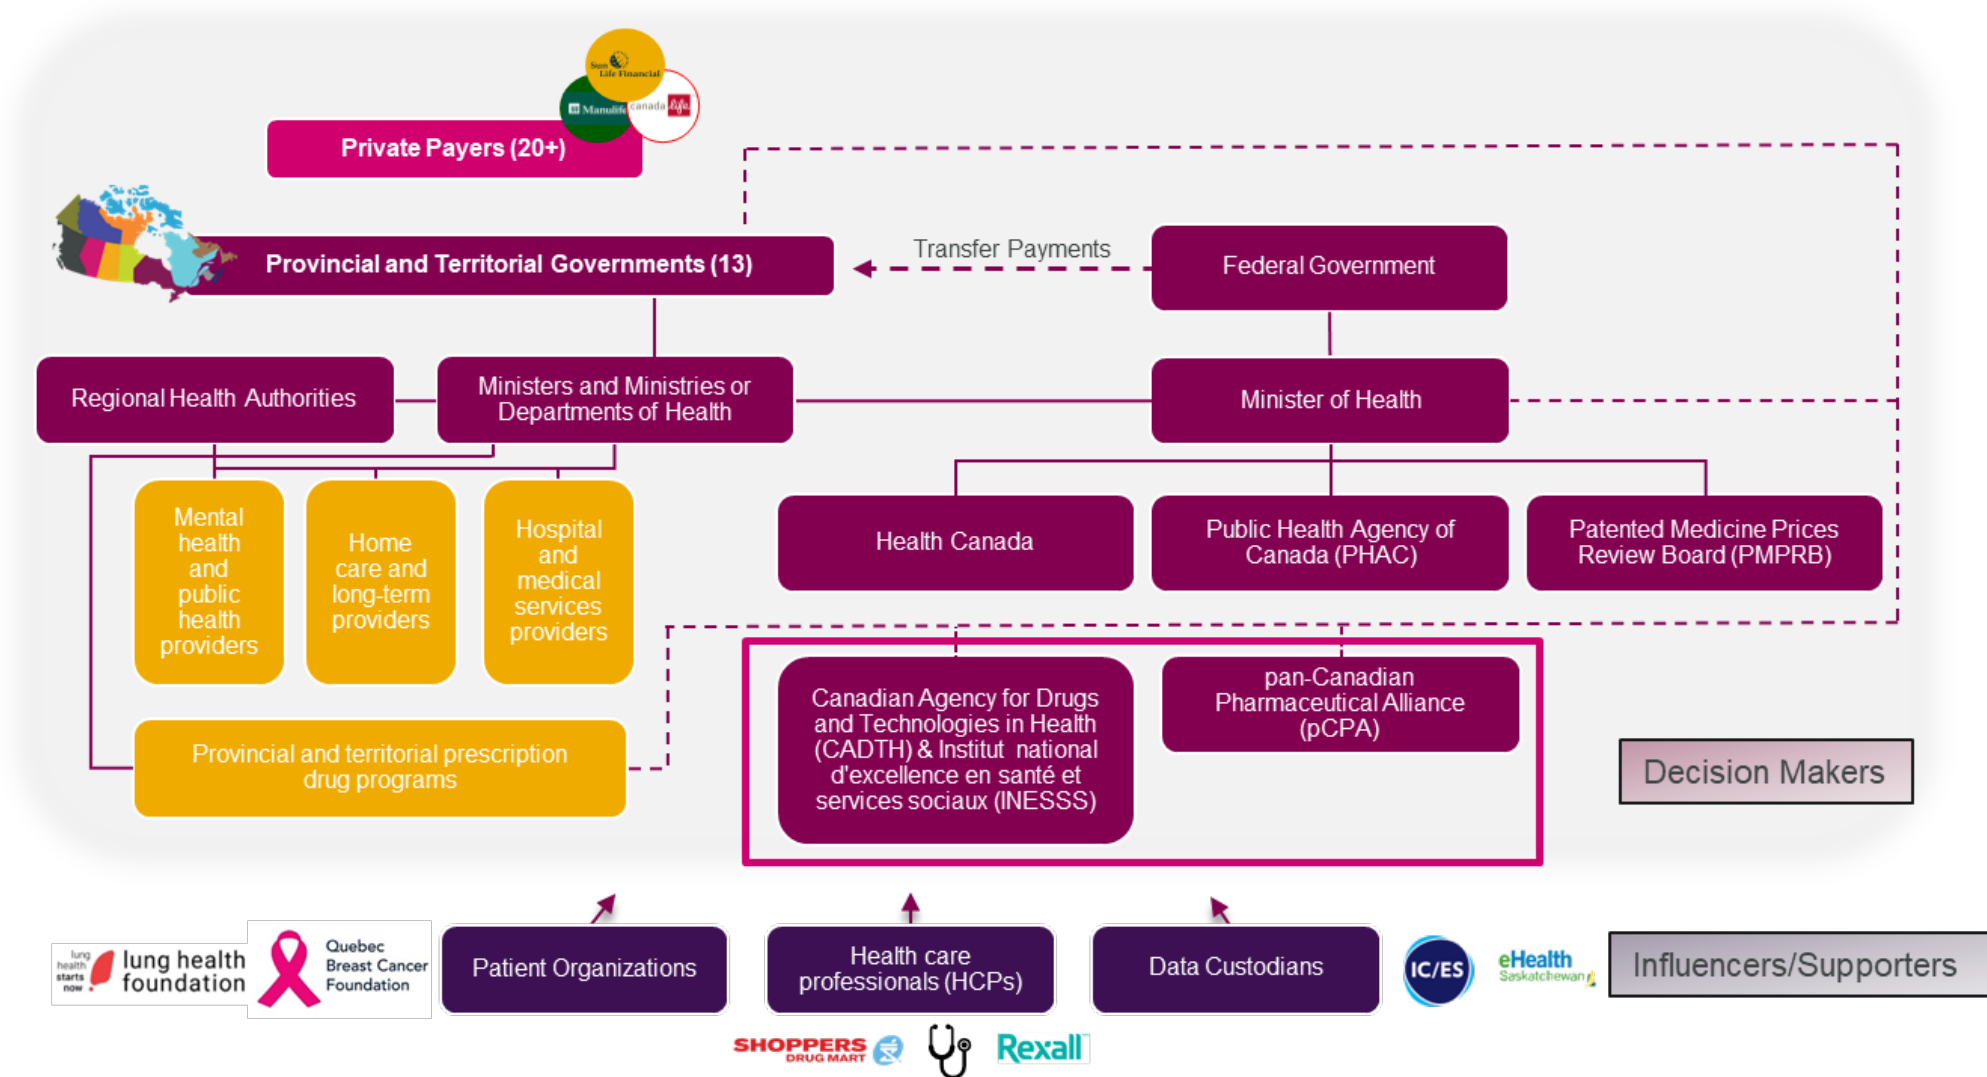 Sun
Life Financial
Manulife
canada life
Private Payers (20+)
Provincial and Territorial Governments (13)
Transfer Payments
Federal Government
Regional Health Authorities
Ministers and Ministries or
Departments of Health
Minister of Health
Mental
health
and
public
health
providers
Home
care and
long-term
providers
Hospital
and
medical
services
providers
Health Canada
Public Health Agency of
Canada (PHAC)
Patented Medicine Prices
Review Board (PMPRB)
Provincial and territorial prescription
drug programs
Canadian Agency for Drugs
and Technologies in Health
(CADTH) & Institut national
d'excellence en santé et
services sociaux (INESSS)
pan-Canadian
Pharmaceutical Alliance
(pCPA)
Decision Makers
lung
health
starts
now
lung health
foundation
Quebec
Breast Cancer
Foundation
Patient Organizations
Health care
professionals (HCPs)
Data Custodians
IC/ES
eHealth
Saskatchewan
Influencers/Supporters
SHOPPERS
DRUG MART
Rexall